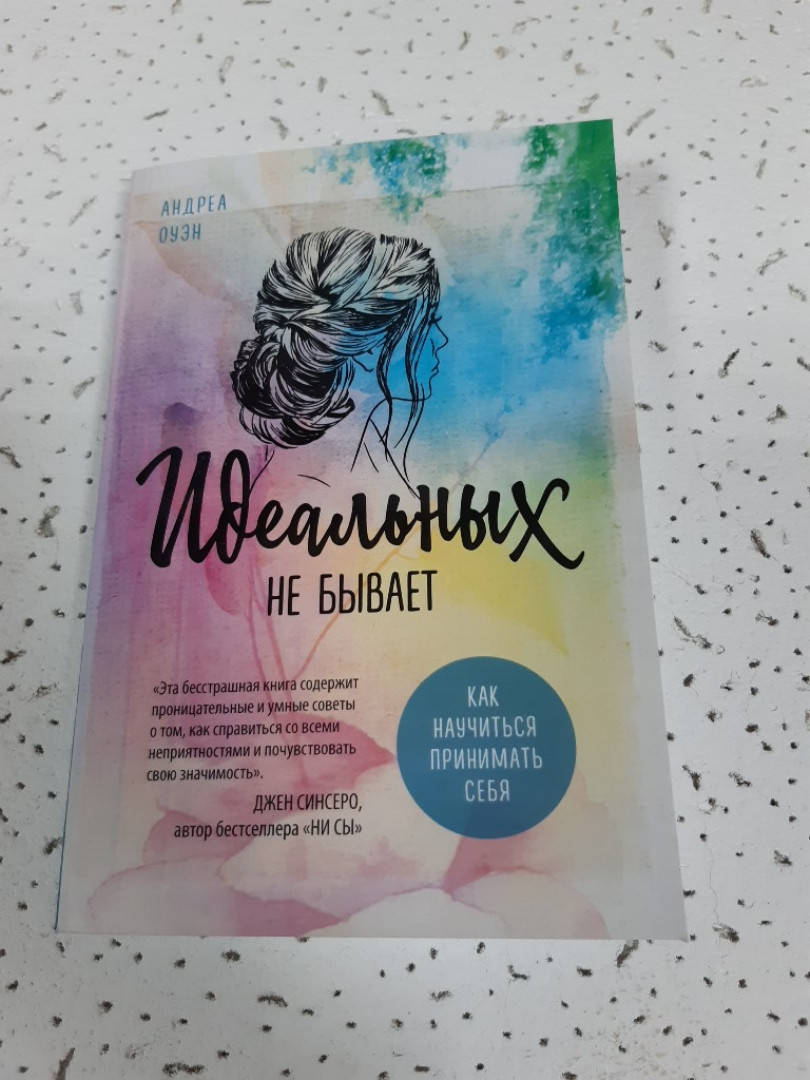 АНДРЕА
ОУЭН
Идеальных
НЕ БЫВАЕТ
«Эта бесстрашная книга содержит
проницательные и умные советы
о том, как справиться со всеми
неприятностями и почувствовать
свою значимость».
ДЖЕН СИНСЕРО,
автор бестселлера «НИ СЫ»
КАК
НАУЧИТЬСЯ
ПРИНИМАТЬ
СЕБЯ